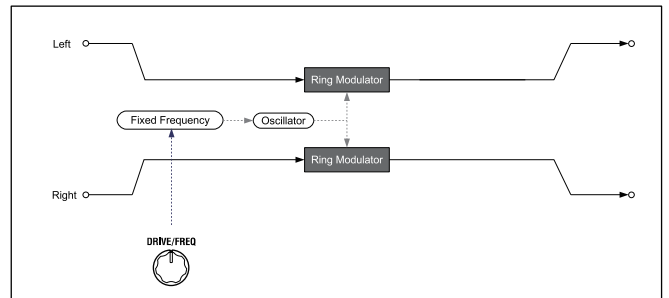 Left
Ring Modulator
Fixed Frequency
Oscillator
Ring Modulator
Right
DRIVE/FREQ